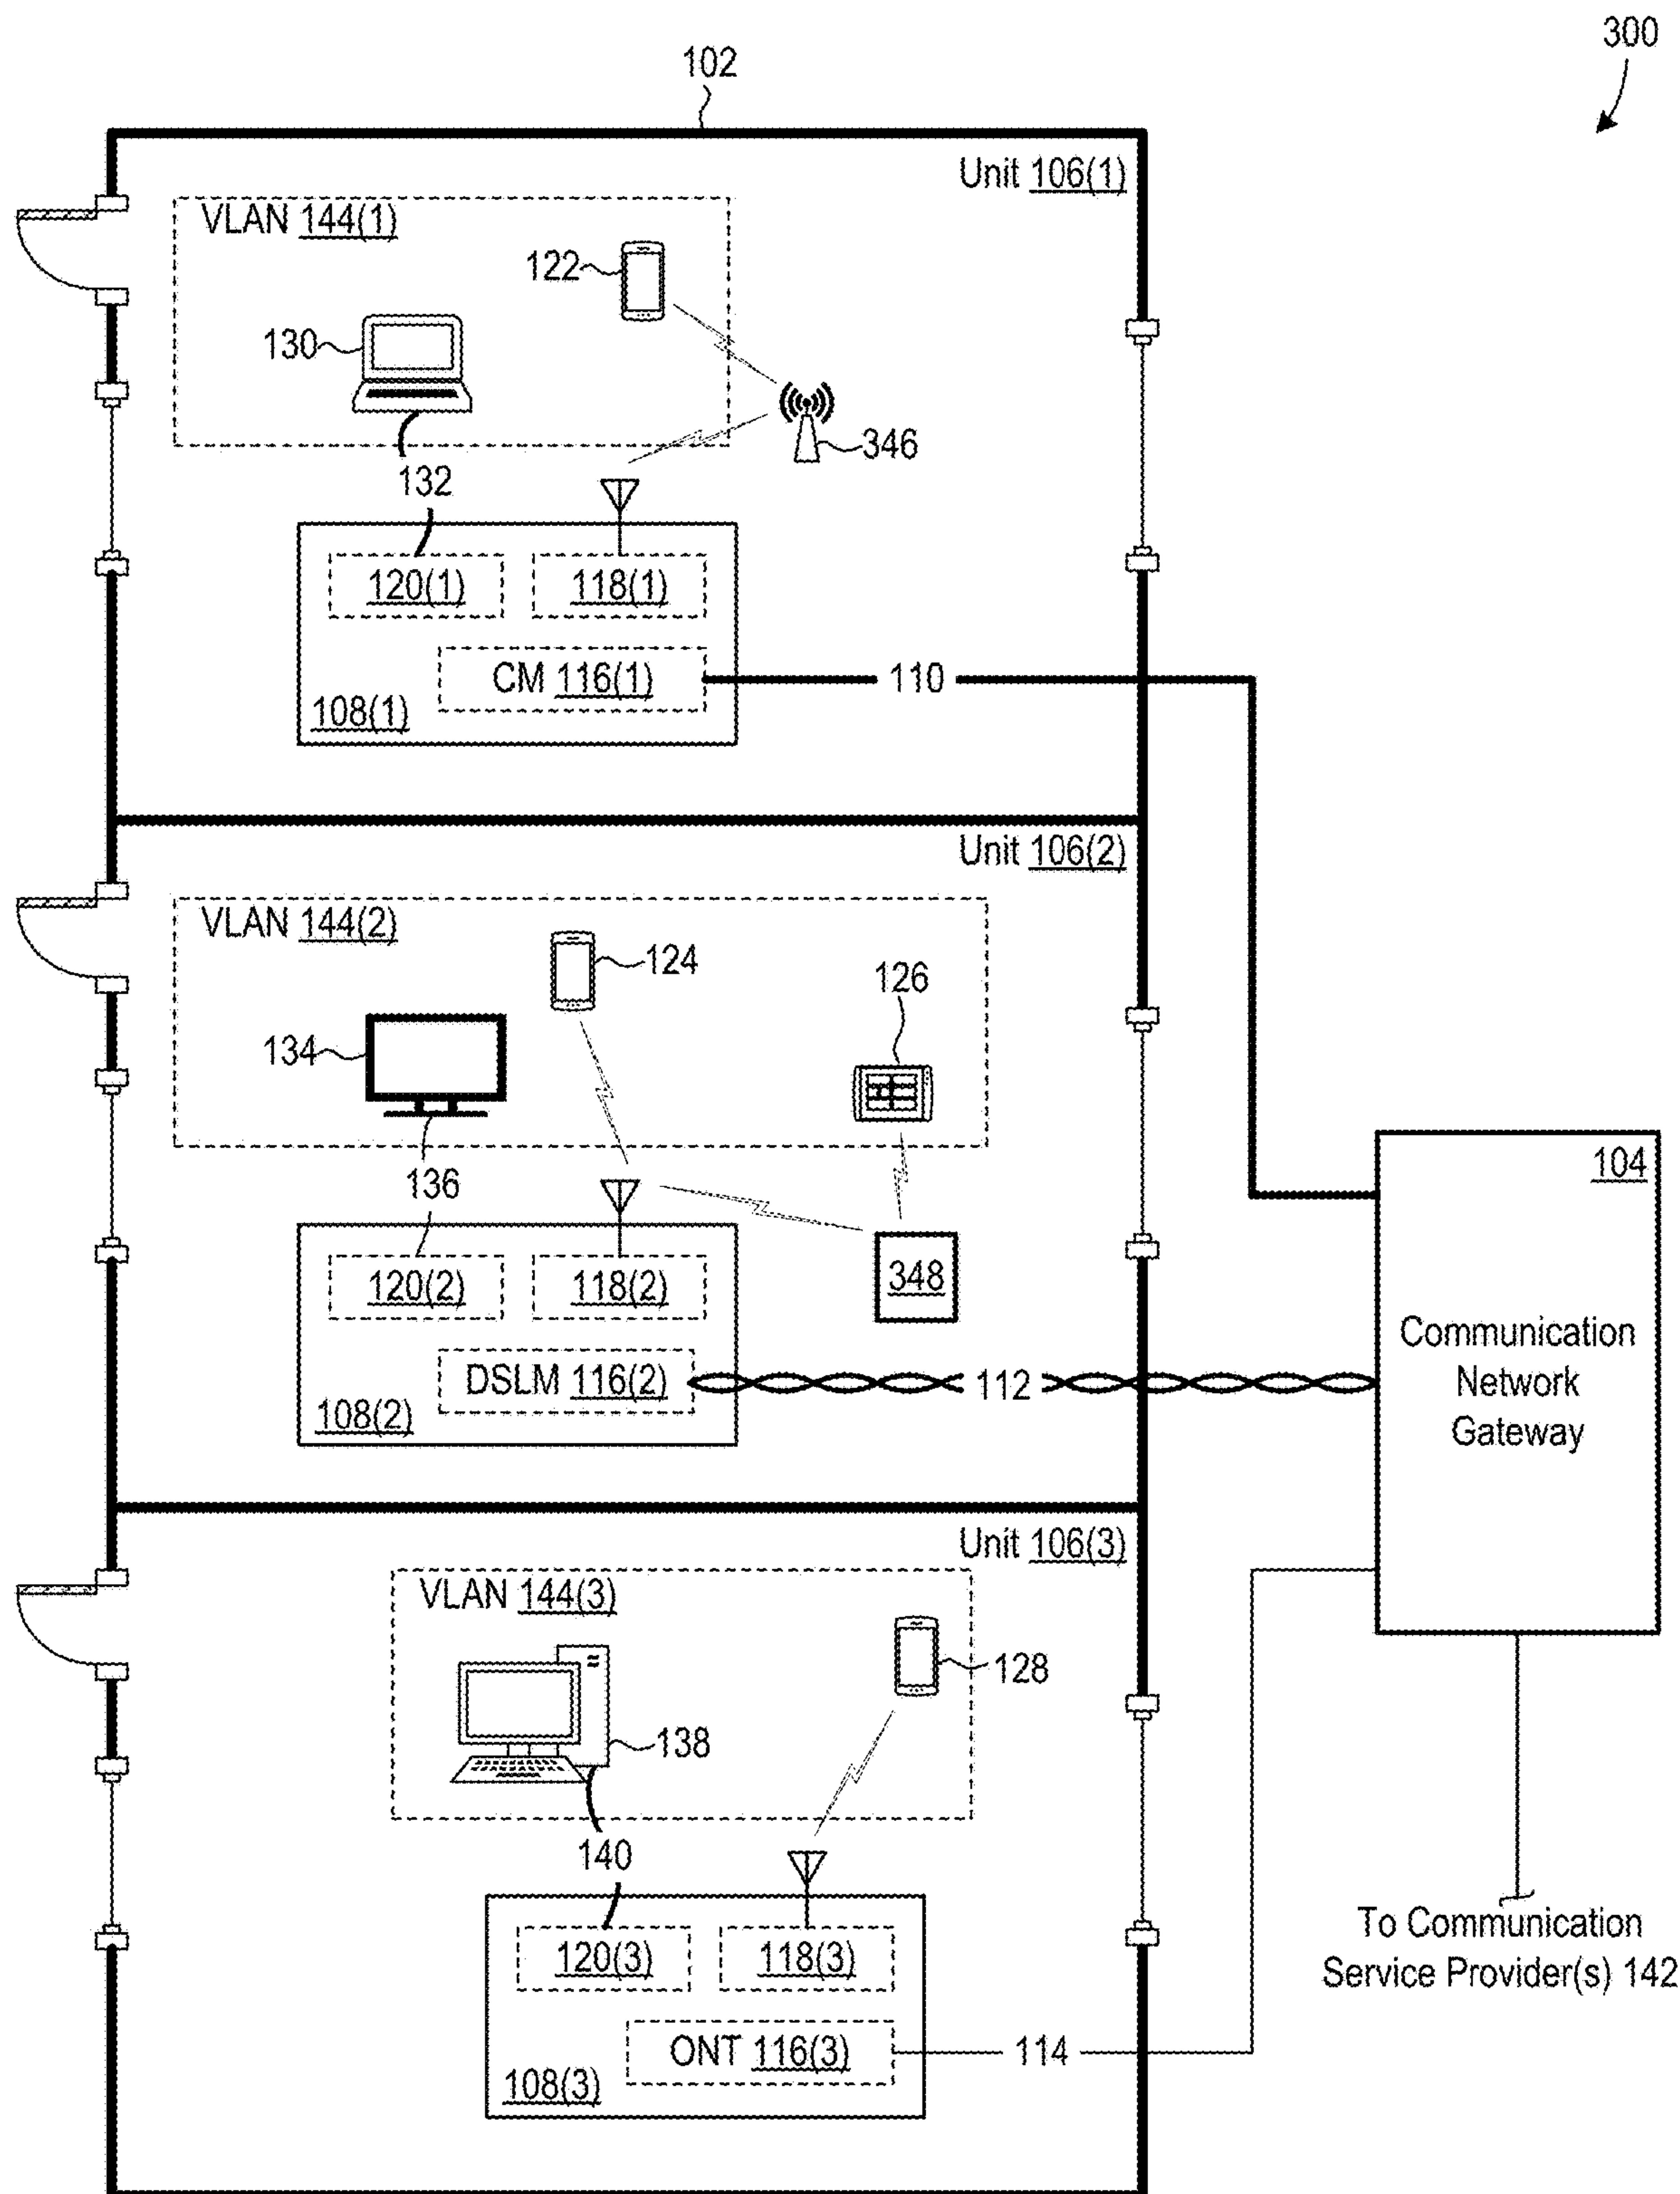 300
102
Unit 106(1)
VLAN 144(1)
122
130
346
132
120(1) 118(1)
CM 116(1)
110
108(1)
Unit 106(2)
VLAN 144(2)
124
126
134
136
104
120(2) 118(2)
348
Communication
Network
Gateway
DSLM 116(2)
112
108(2)
Unit 106(3)
VLAN 144(3)
128
138
140
To Communication
Service Provider(s) 142
120(3) 118(3)
ONT 116(3)
114
108(3)